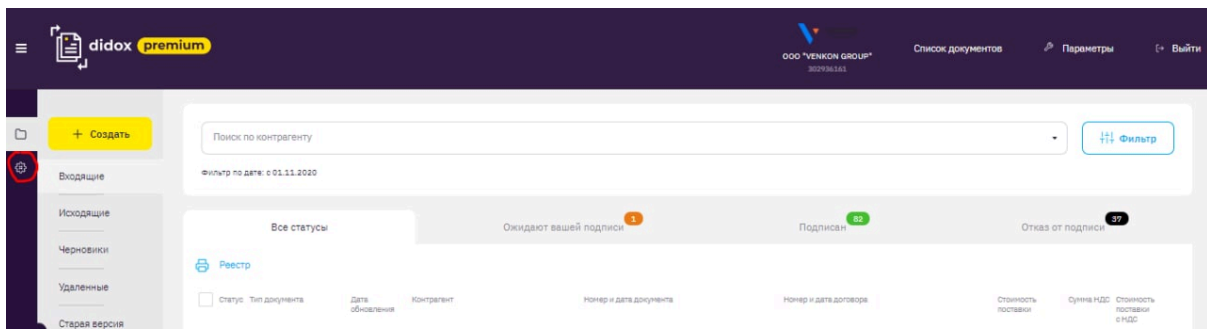 didox premium
ООО "VENKON GROUP"
302936161
Список документов
Параметры
Выйти
+ Создать
Входящие
Исходящие
Черновики
Удаленные
Старая версия
Поиск по контрагенту
Фильтр
Фильтр по дате: с 01.11.2020
Все статусы
Ожидают вашей подписи 1
Подписан 82
Отказ от подписи 37
Реестр
Статус Тип документа Дата обновления Контрагент Номер и дата документа Номер и дата договора Стоимость поставки Сумма НДС Стоимость поставки с НДС